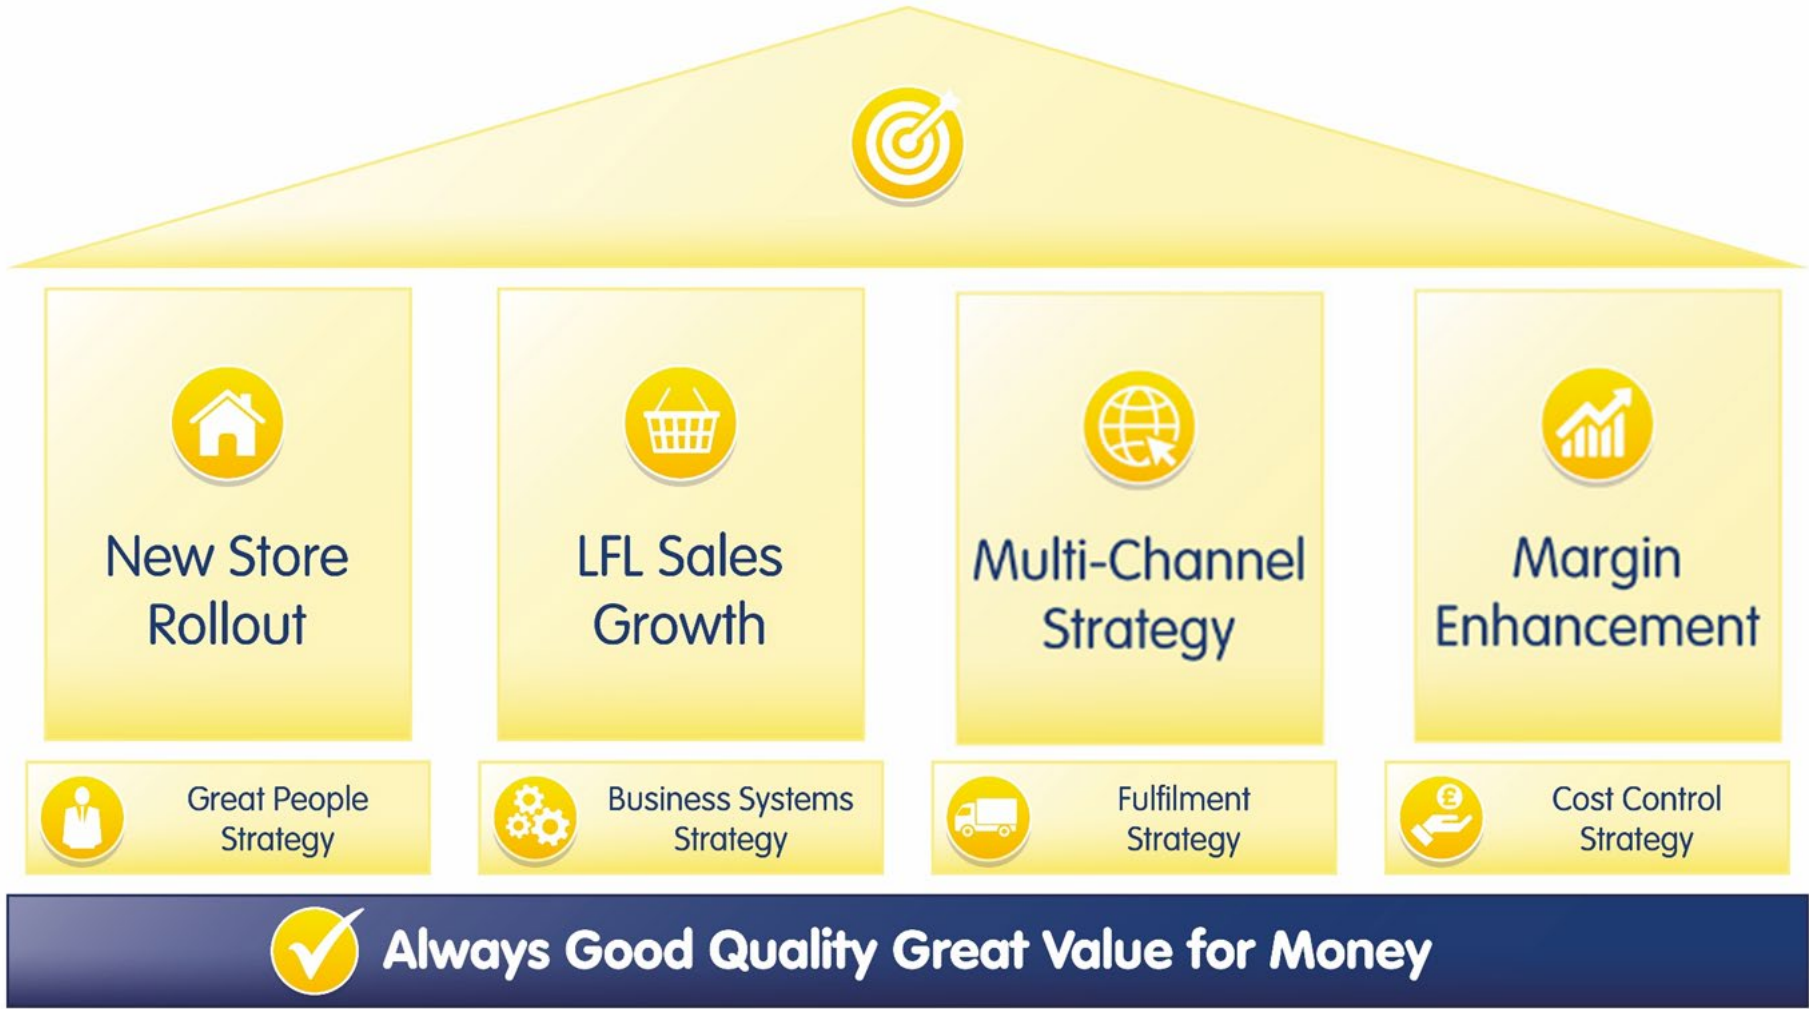 New Store
Rollout
LFL Sales
Growth
Multi-Channel
Strategy
Margin
Enhancement
Great People
Strategy
Business Systems
Strategy
Fulfilment
Strategy
£
Cost Control
Strategy
Always Good Quality Great Value for Money